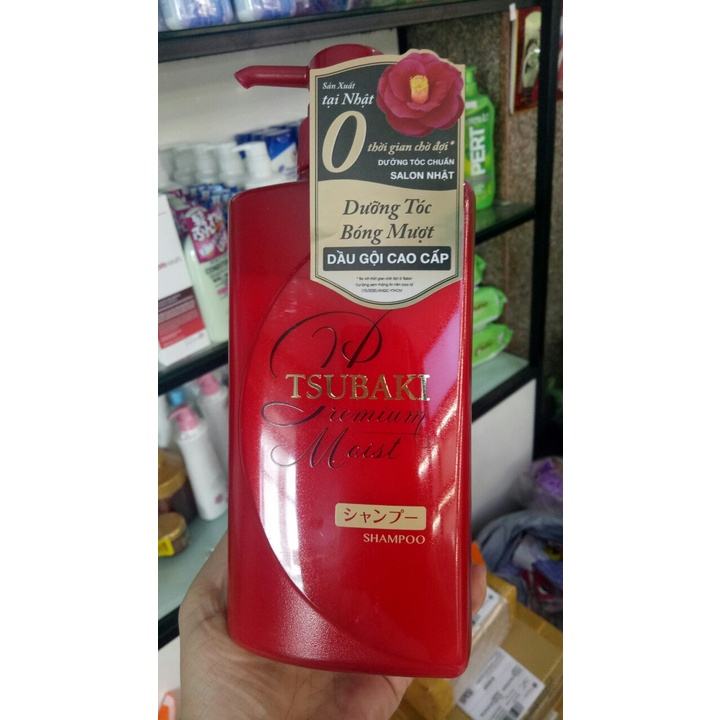 Sản Xuất
tại Nhật
0
thời gian chờ đợi*
DƯỠNG TÓC CHUẨN
SALON NHẬT
Dưỡng Tóc
Bóng Mượt
DẦU GỘI CAO CẤP
TSUBAKI
Premium
Moist
シャンプー
SHAMPOO
PERT